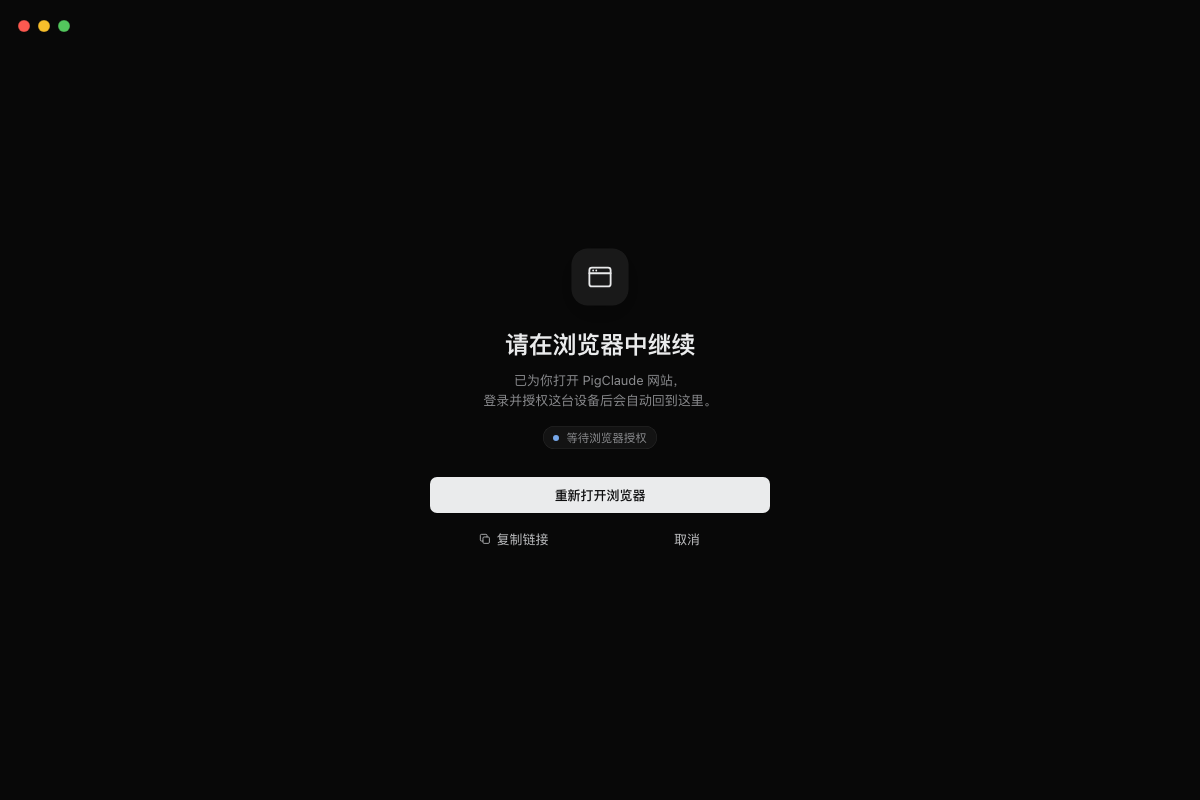 请在浏览器中继续
已为你打开 PigClaude 网站，
登录并授权这台设备后会自动回到这里。
等待浏览器授权
重新打开浏览器
复制链接
取消